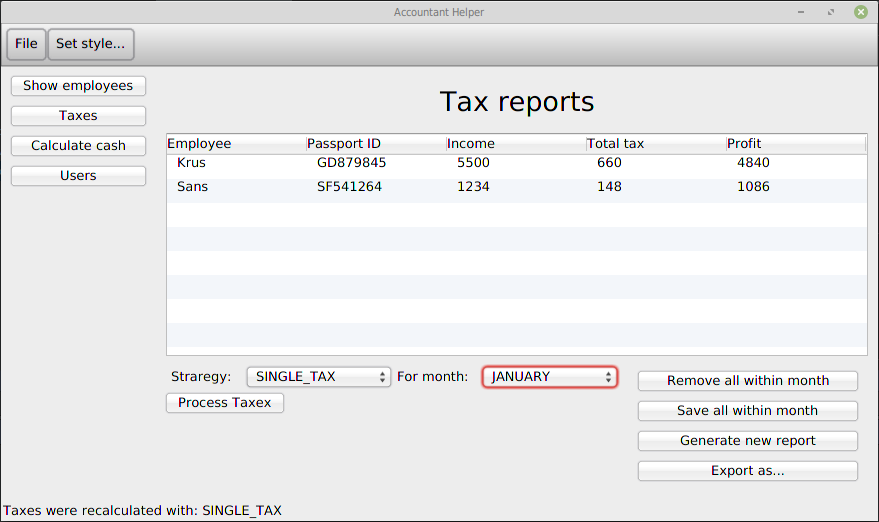 Accountant Helper
File Set style...
Show employees
Taxes
Calculate cash
Users
Tax reports
Employee Passport ID Income Total tax Profit
Krus GD879845 5500 660 4840
Sans SF541264 1234 148 1086
Straregy: SINGLE_TAX For month: JANUARY
Process Taxex
Remove all within month
Save all within month
Generate new report
Export as...
Taxes were recalculated with: SINGLE_TAX